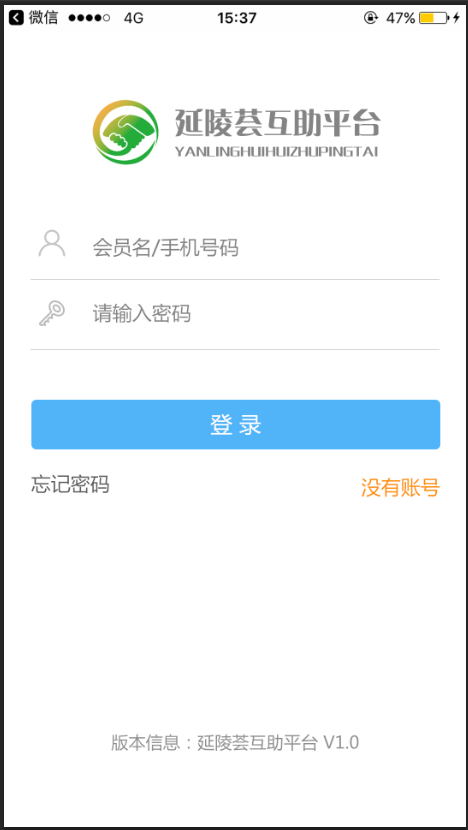 微信 4G 15:37 47%
延陵荟互助平台
YANLINGHUIHUIZHUPINGTAI
会员名/手机号码
请输入密码
登录
忘记密码
没有账号
版本信息：延陵荟互助平台 V1.0